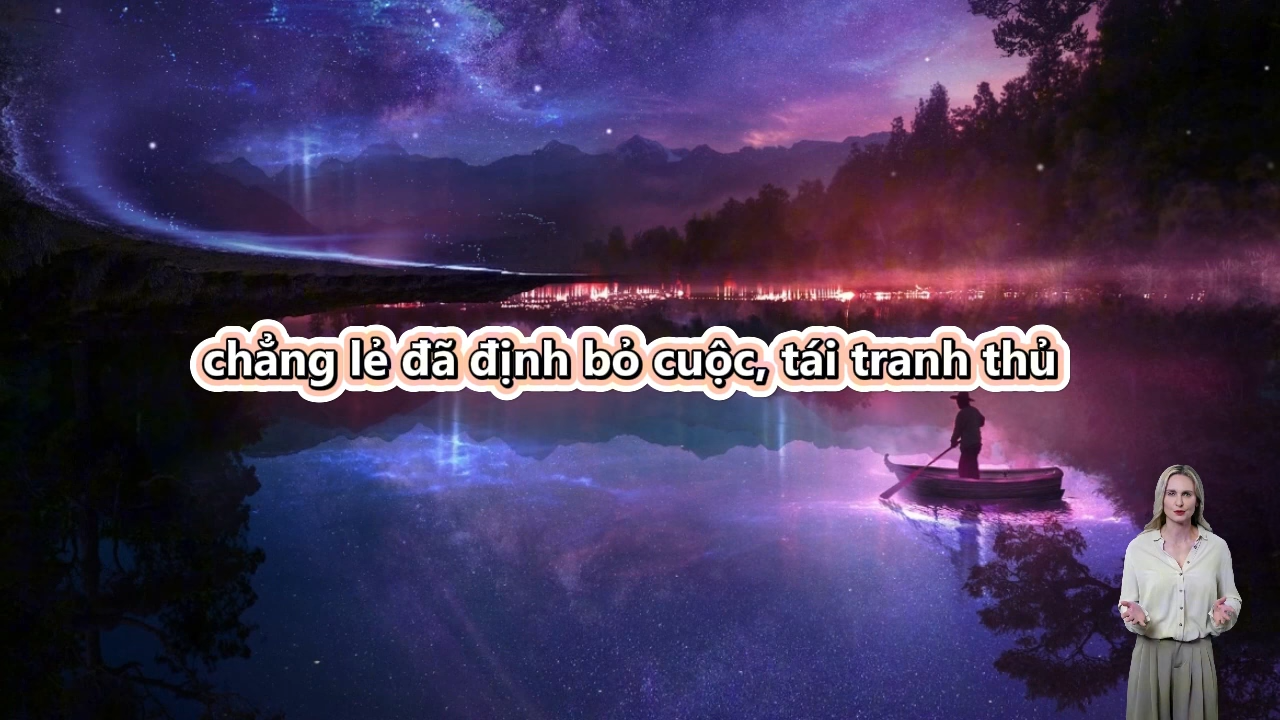 chẳng lẻ đã định bỏ cuộc, tái tranh thủ